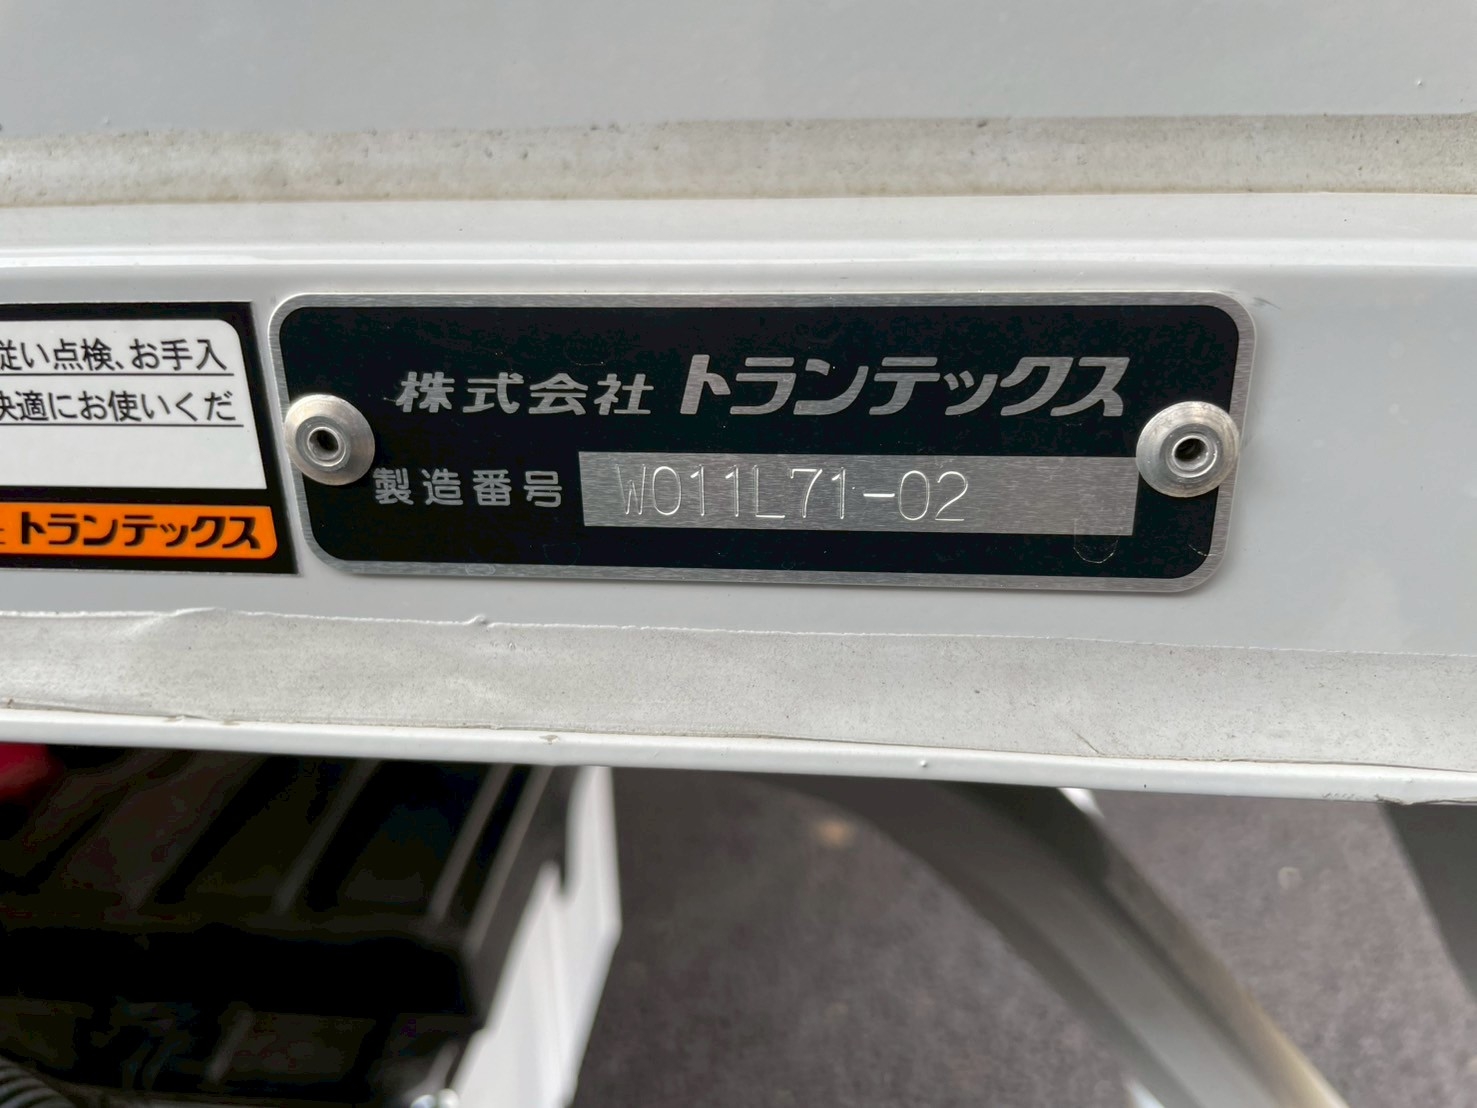 従い点検、お手入
快適にお使いくだ
トランテックス
株式会社 トランテックス
製造番号 W011L71-02